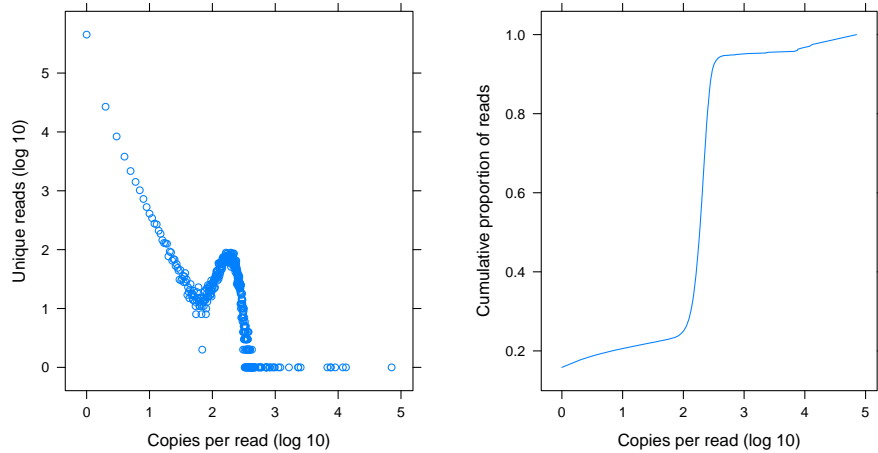 Unique reads (log 10)
5
4
3
2
1
0
0 1 2 3 4 5
Copies per read (log 10)
Cumulative proportion of reads
1.0
0.8
0.6
0.4
0.2
0 1 2 3 4 5
Copies per read (log 10)